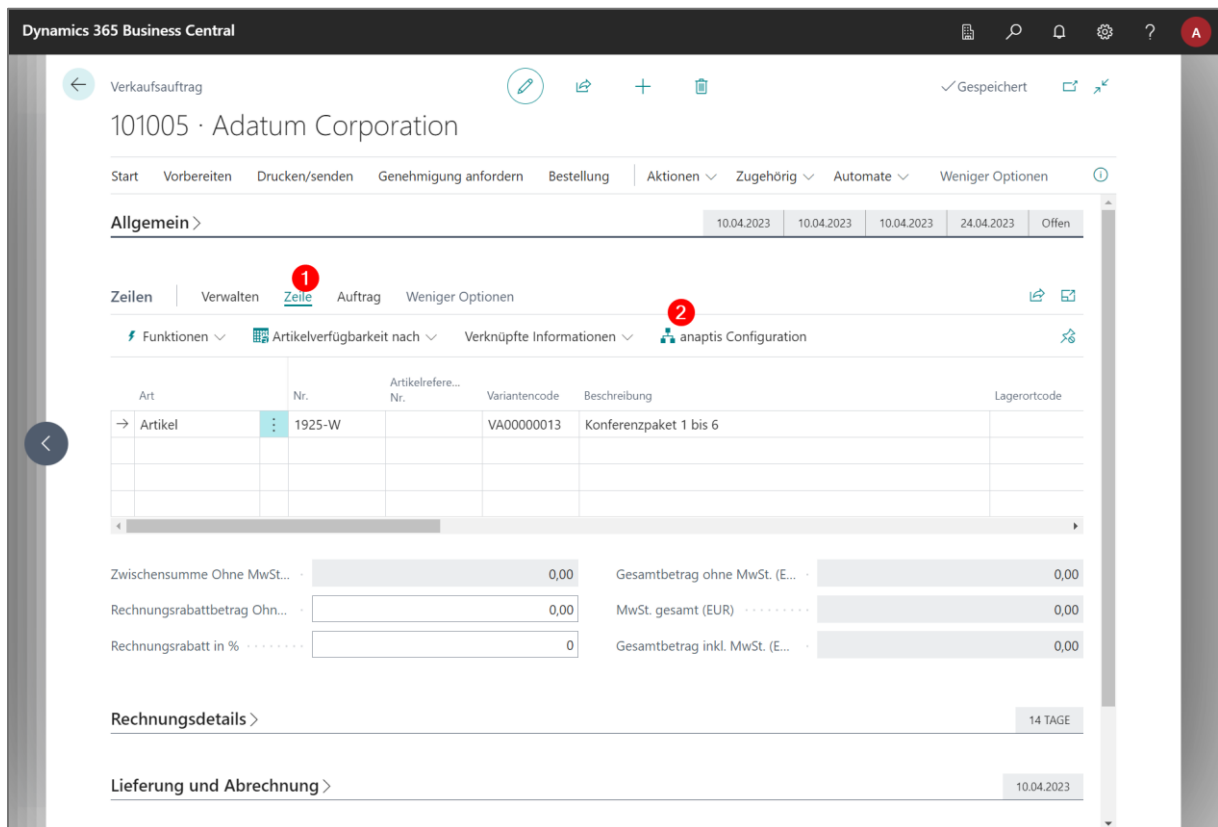 Dynamics 365 Business Central
A
Verkaufsauftrag
Gespeichert
101005 · Adatum Corporation
Start Vorbereiten Drucken/senden Genehmigung anfordern Bestellung Aktionen Zugehörig Automate Weniger Optionen
Allgemein >
10.04.2023 10.04.2023 10.04.2023 24.04.2023 Offen
1
Zeilen Verwalten Zeile Auftrag Weniger Optionen
2
Funktionen Artikelverfügbarkeit nach Verknüpfte Informationen anaptis Configuration
Art Nr. Artikelrefere... Nr. Variantencode Beschreibung Lagerortcode
Artikel 1925-W VA00000013 Konferenzpaket 1 bis 6
Zwischensumme Ohne MwSt... 0,00 Gesamtbetrag ohne MwSt. (E... 0,00
Rechnungsrabattbetrag Ohn... 0,00 MwSt. gesamt (EUR) 0,00
Rechnungsrabatt in % 0 Gesamtbetrag inkl. MwSt. (E... 0,00
Rechnungsdetails > 14 TAGE
Lieferung und Abrechnung > 10.04.2023